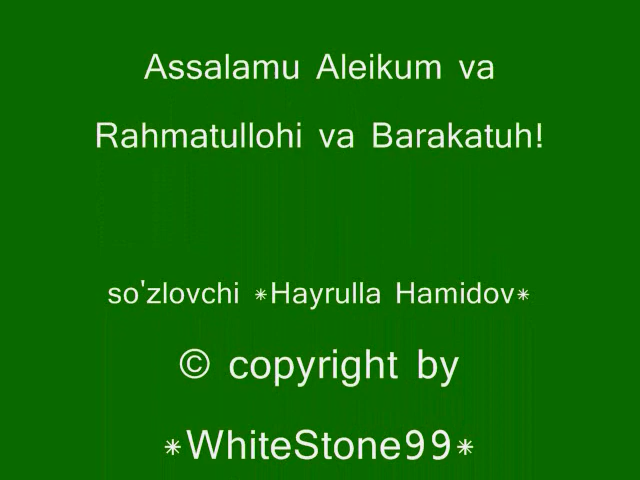 Assalamu Aleikum va
Rahmatullohi va Barakatuh!
so'zlovchi *Hayrulla Hamidov*
© copyright by
*WhiteStone99*